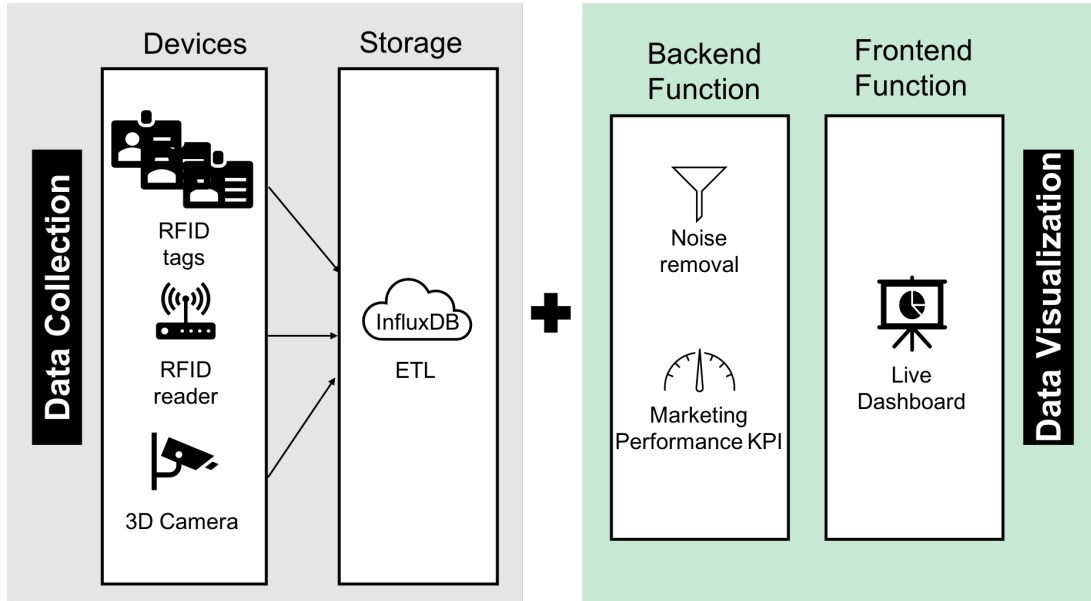 Data Collection
Devices
RFID
tags
RFID
reader
3D Camera
Storage
InfluxDB
ETL
Backend
Function
Noise
removal
Marketing
Performance KPI
Frontend
Function
Live
Dashboard
Data Visualization